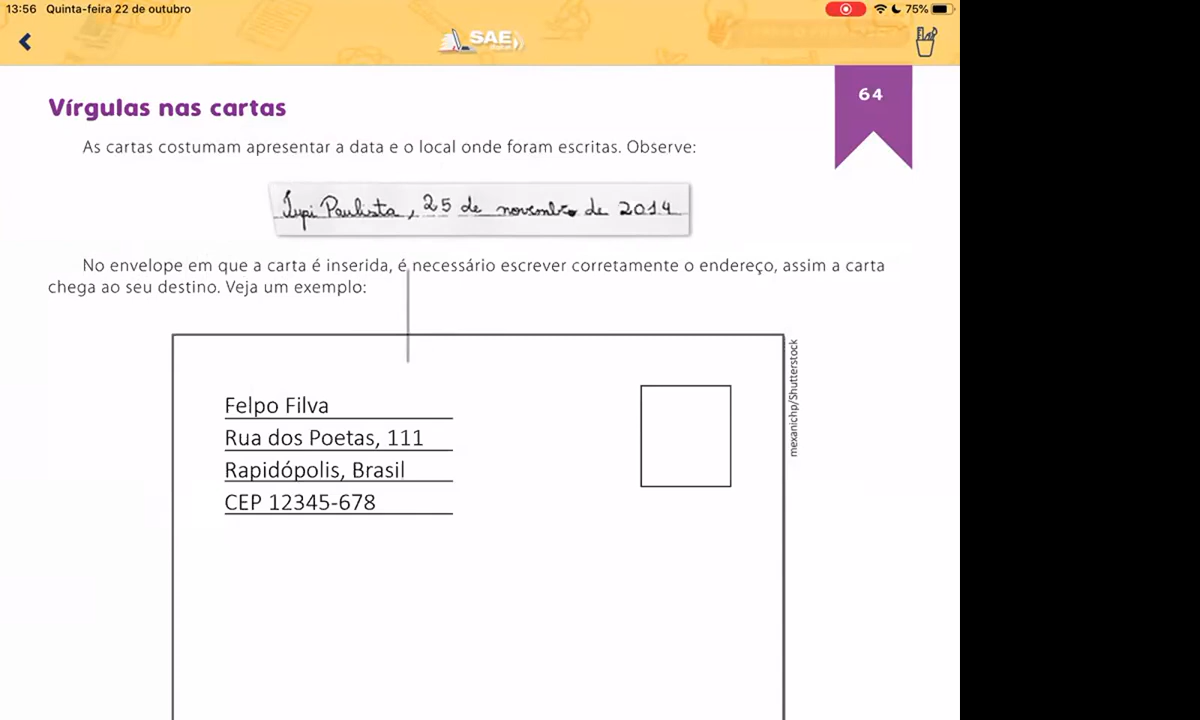 13:56 Quinta-feira 22 de outubro
75%
SAE
64
Vírgulas nas cartas
As cartas costumam apresentar a data e o local onde foram escritas. Observe:
Tupi Paulista, 25 de novembro de 2014
No envelope em que a carta é inserida, é necessário escrever corretamente o endereço, assim a carta
chega ao seu destino. Veja um exemplo:
Felpo Filva
Rua dos Poetas, 111
Rapidópolis, Brasil
CEP 12345-678
mexanichp/Shutterstock